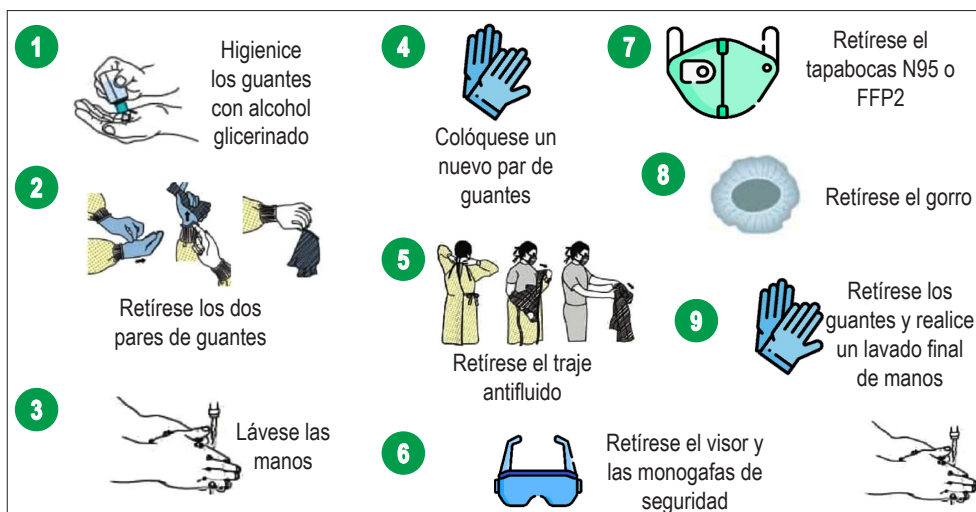 1
Higienice
los guantes
con alcohol
glicerinado
2
Retírese los dos
pares de guantes
3
Lávese las
manos
4
Colóquese un
nuevo par de
guantes
5
Retírese el traje
antifluido
6
Retírese el visor y
las monogafas de
seguridad
7
Retírese el
tapabocas N95 o
FFP2
8
Retírese el gorro
9
Retírese los
guantes y realice
un lavado final
de manos